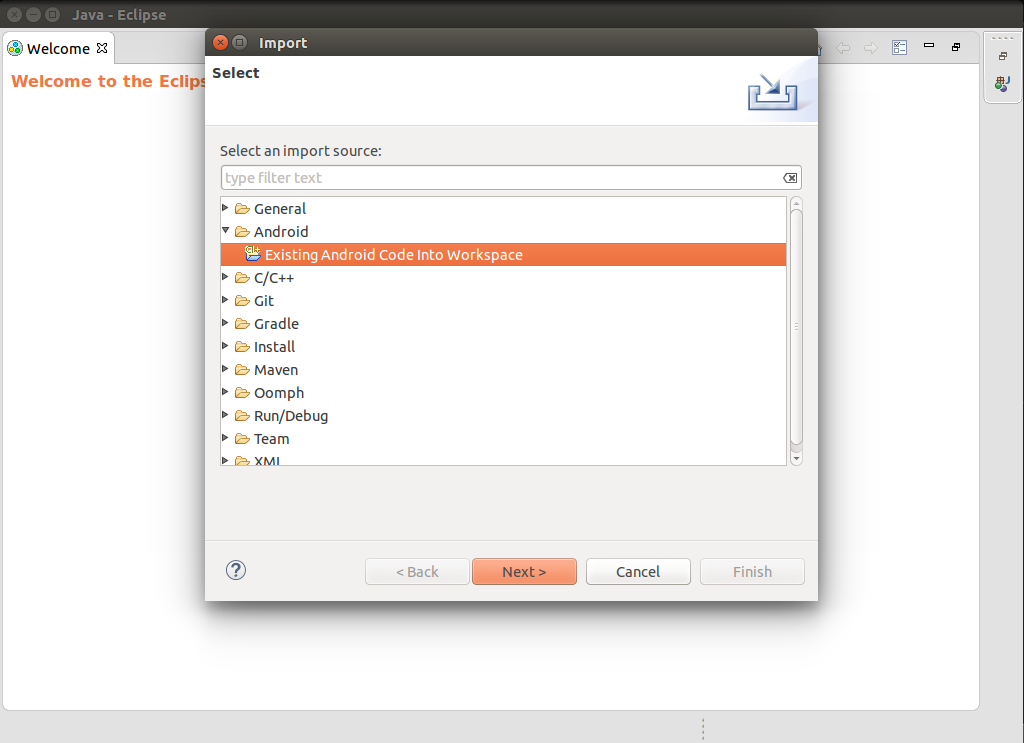 Java - Eclipse
Welcome
Welcome to the Eclips
Import
Select
Select an import source:
type filter text
General
Android
Existing Android Code Into Workspace
C/C++
Git
Gradle
Install
Maven
Oomph
Run/Debug
Team
XML
?
< Back
Next >
Cancel
Finish